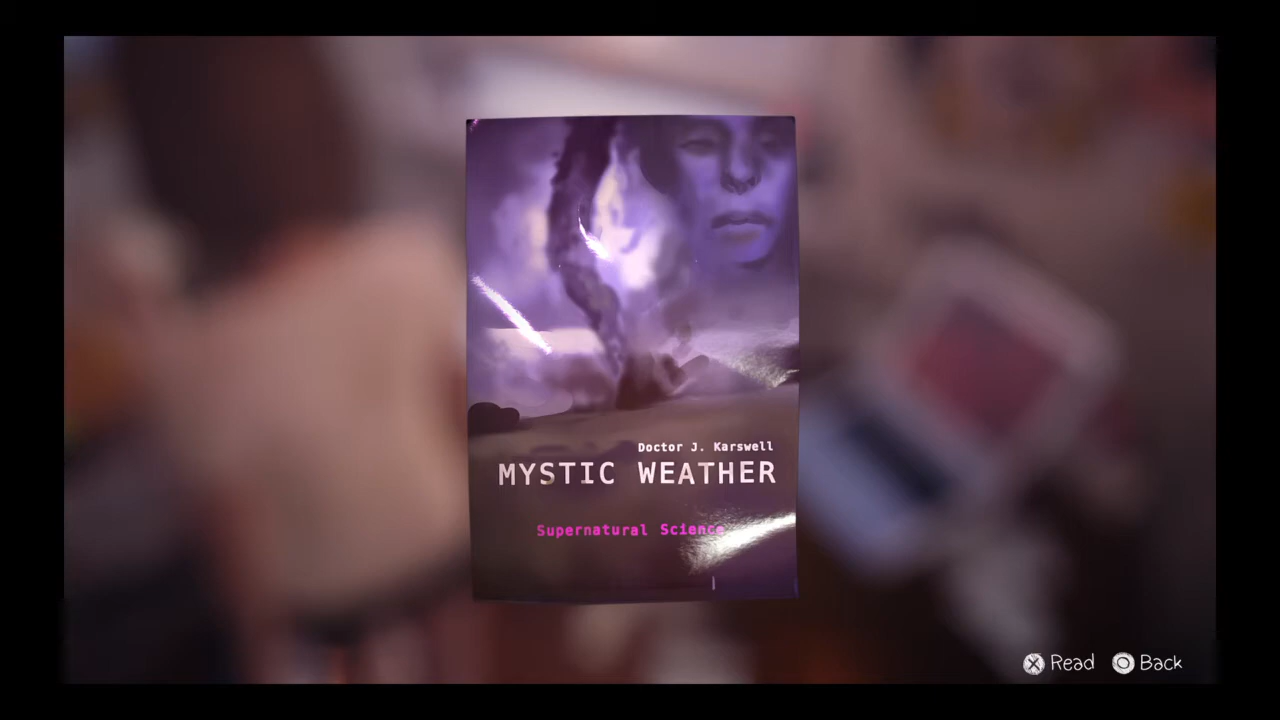 Doctor J. Karswell
MYSTIC WEATHER
Supernatural Science
Read Back